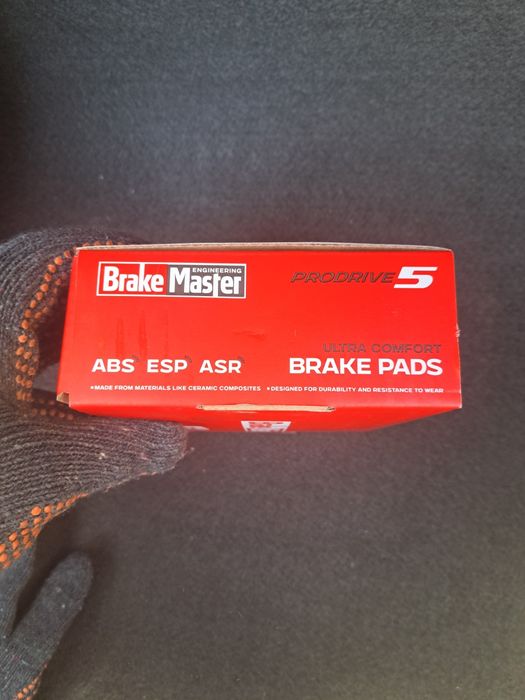 ENGINEERING
Brake Master
PRODRIVE 5
ULTRA COMFORT
ABS ESP ASR
BRAKE PADS
•MADE FROM MATERIALS LIKE CERAMIC COMPOSITES •DESIGNED FOR DURABILITY AND RESISTANCE TO WEAR